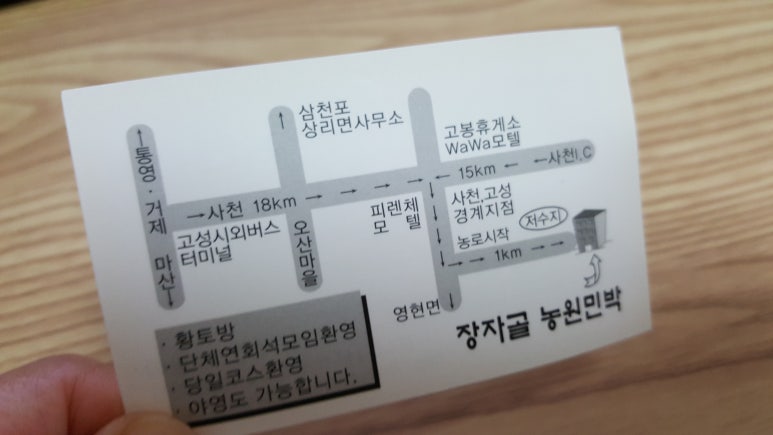 삼천포
상리면사무소
고봉휴게소
WaWa모텔
통영·거제
마산
→사천 18km
15km
←사천I.C
고성시외버스
터미널
오산마을
피렌체
모텔
사천,고성
경계지점
저수지
농로시작
1km
영현면
장자골 농원민박
· 황토방
· 단체연회석모임환영
· 당일코스환영
· 야영도 가능합니다.